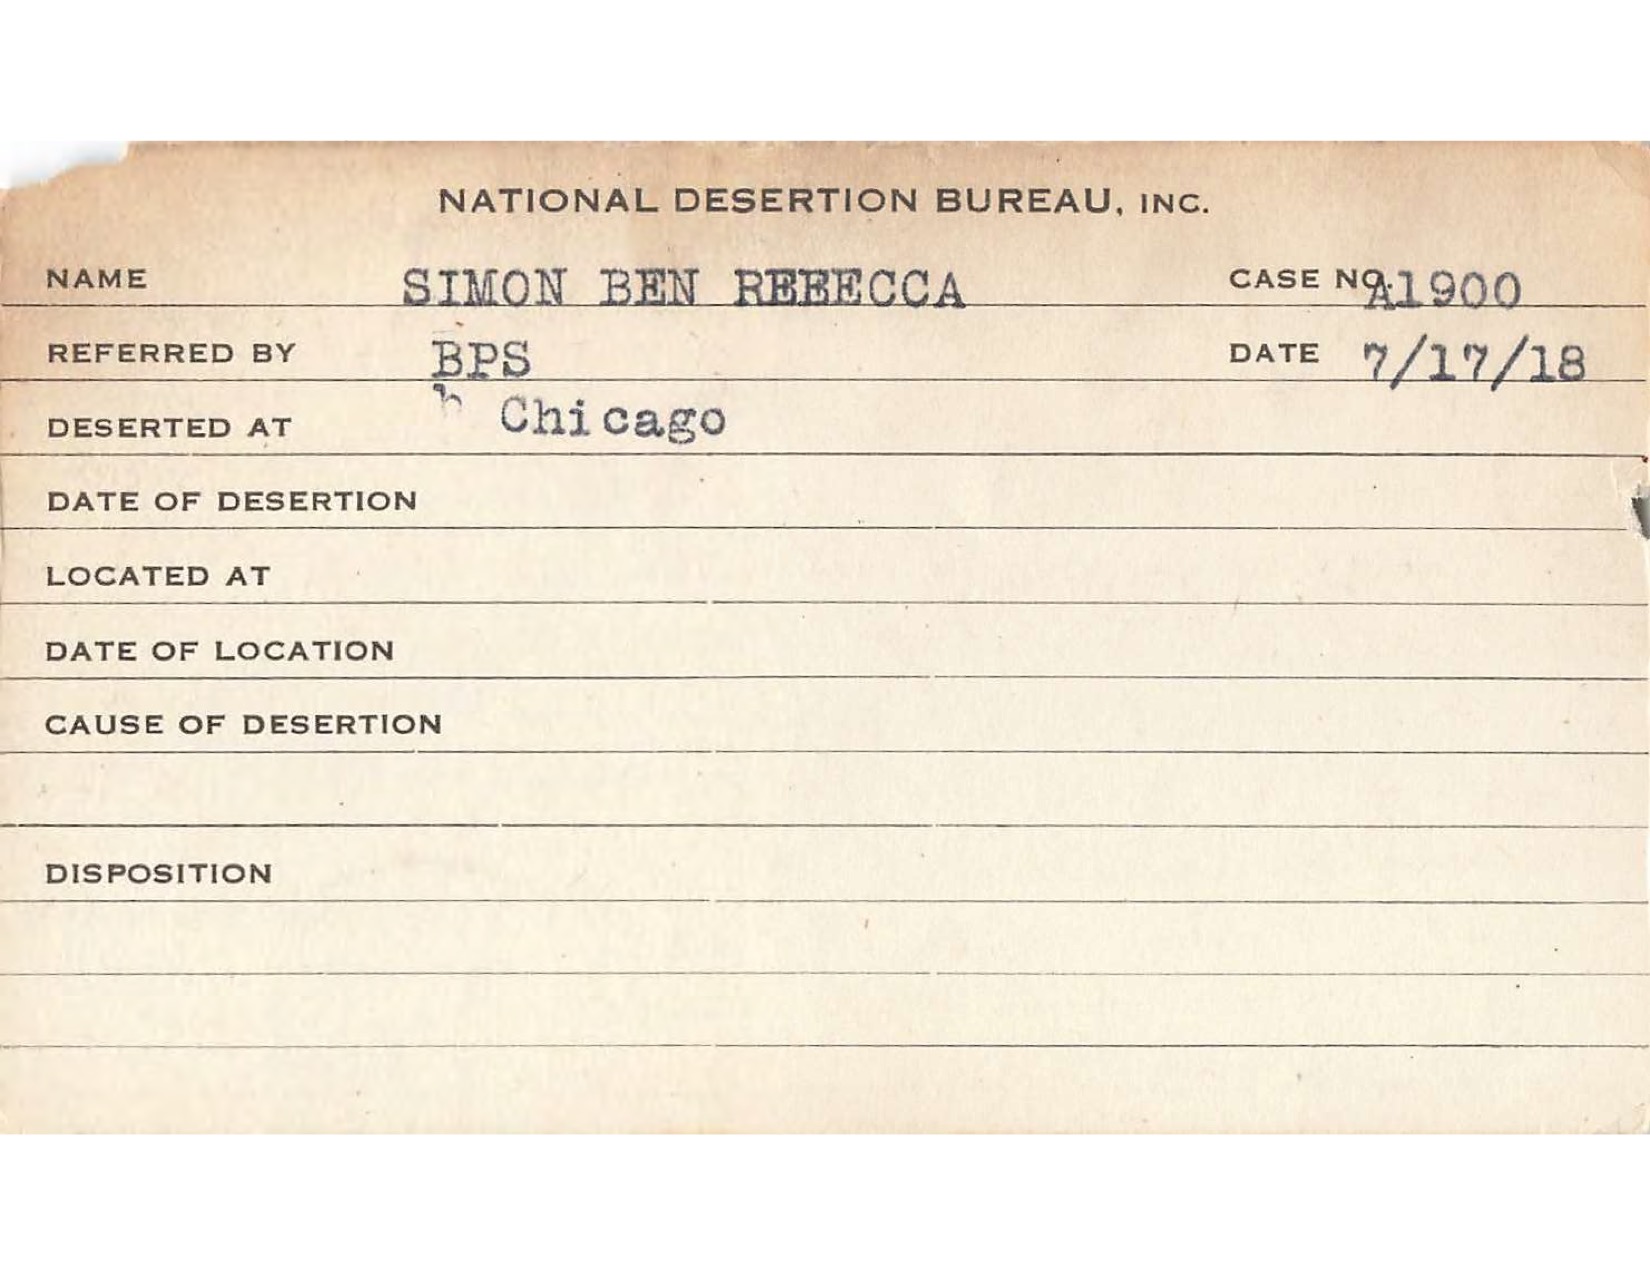 NATIONAL DESERTION BUREAU, INC.
NAME SIMON BEN REBECCA CASE NO. A1900
REFERRED BY BPS DATE 7/17/18
DESERTED AT h Chicago
DATE OF DESERTION
LOCATED AT
DATE OF LOCATION
CAUSE OF DESERTION
DISPOSITION